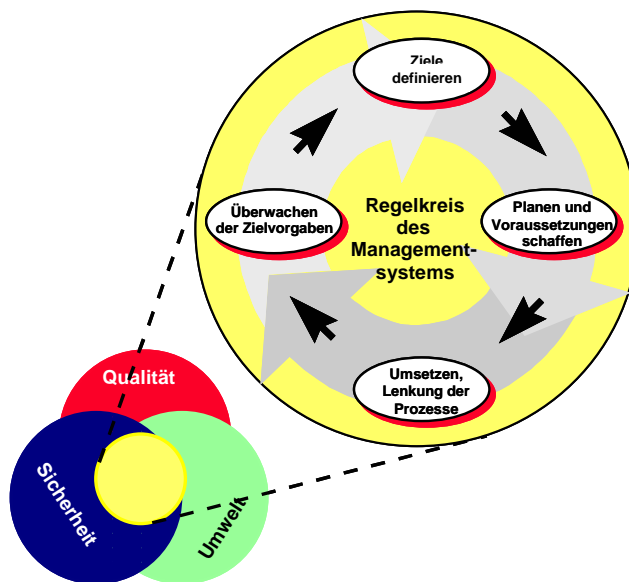 Ziele
definieren
Überwachen
der Zielvorgaben
Regelkreis
des
Management-
systems
Planen und
Voraussetzungen
schaffen
Umsetzen,
Lenkung der
Prozesse
Qualität
Sicherheit
Umwelt